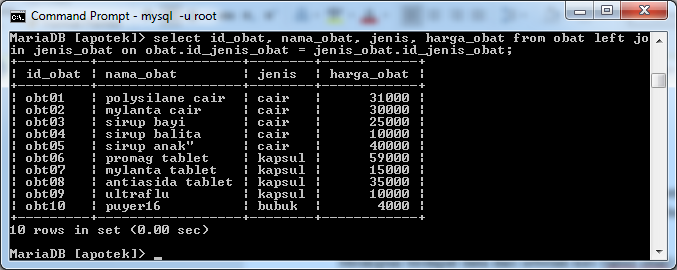 Command Prompt - mysql -u root
MariaDB [apotek]> select id_obat, nama_obat, jenis, harga_obat from obat left jo
in jenis_obat on obat.id_jenis_obat = jenis_obat.id_jenis_obat;
+---------+------------------+--------+------------+
| id_obat | nama_obat | jenis | harga_obat |
+---------+------------------+--------+------------+
| obt01 | polysilane cair | cair | 31000 |
| obt02 | mylanta cair | cair | 30000 |
| obt03 | sirup bayi | cair | 25000 |
| obt04 | sirup balita | cair | 10000 |
| obt05 | sirup anak" | cair | 40000 |
| obt06 | promag tablet | kapsul | 59000 |
| obt07 | mylanta tablet | kapsul | 15000 |
| obt08 | antiasida tablet | kapsul | 35000 |
| obt09 | ultraflu | kapsul | 10000 |
| obt10 | puyer16 | bubuk | 4000 |
+---------+------------------+--------+------------+
10 rows in set (0.00 sec)
MariaDB [apotek]> _